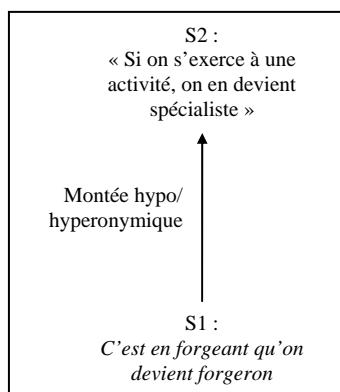 S2 :
« Si on s’exerce à une
activité, on en devient
spécialiste »
Montée hypo/
hyperonymique
S1 :
C’est en forgeant qu’on
devient forgeron